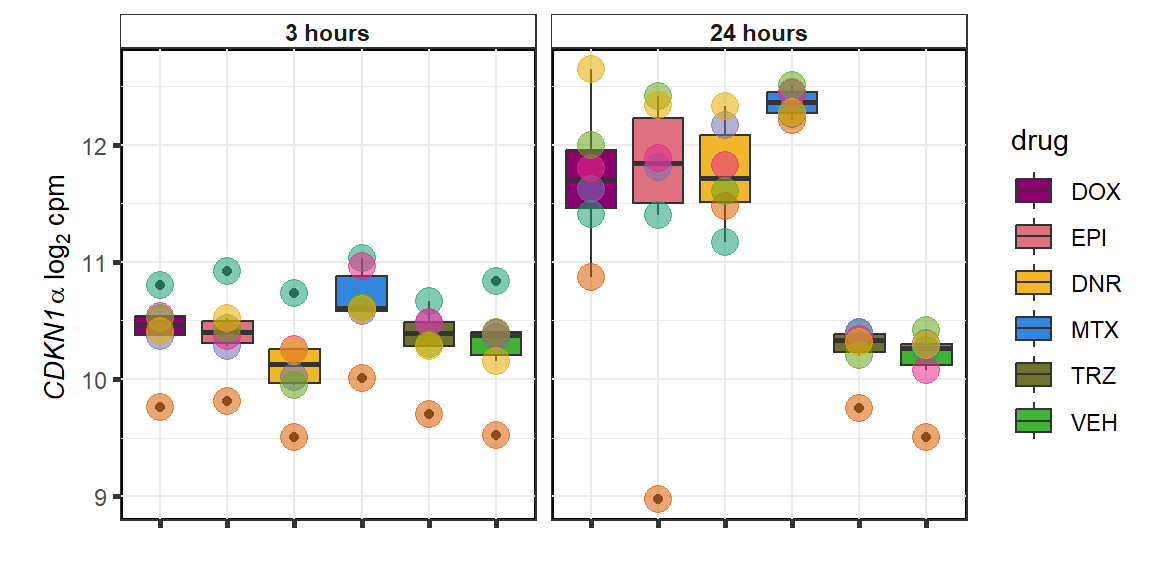 3 hours
24 hours
CDKN1α log₂ cpm
12
11
10
9
drug
DOX
EPI
DNR
MTX
TRZ
VEH